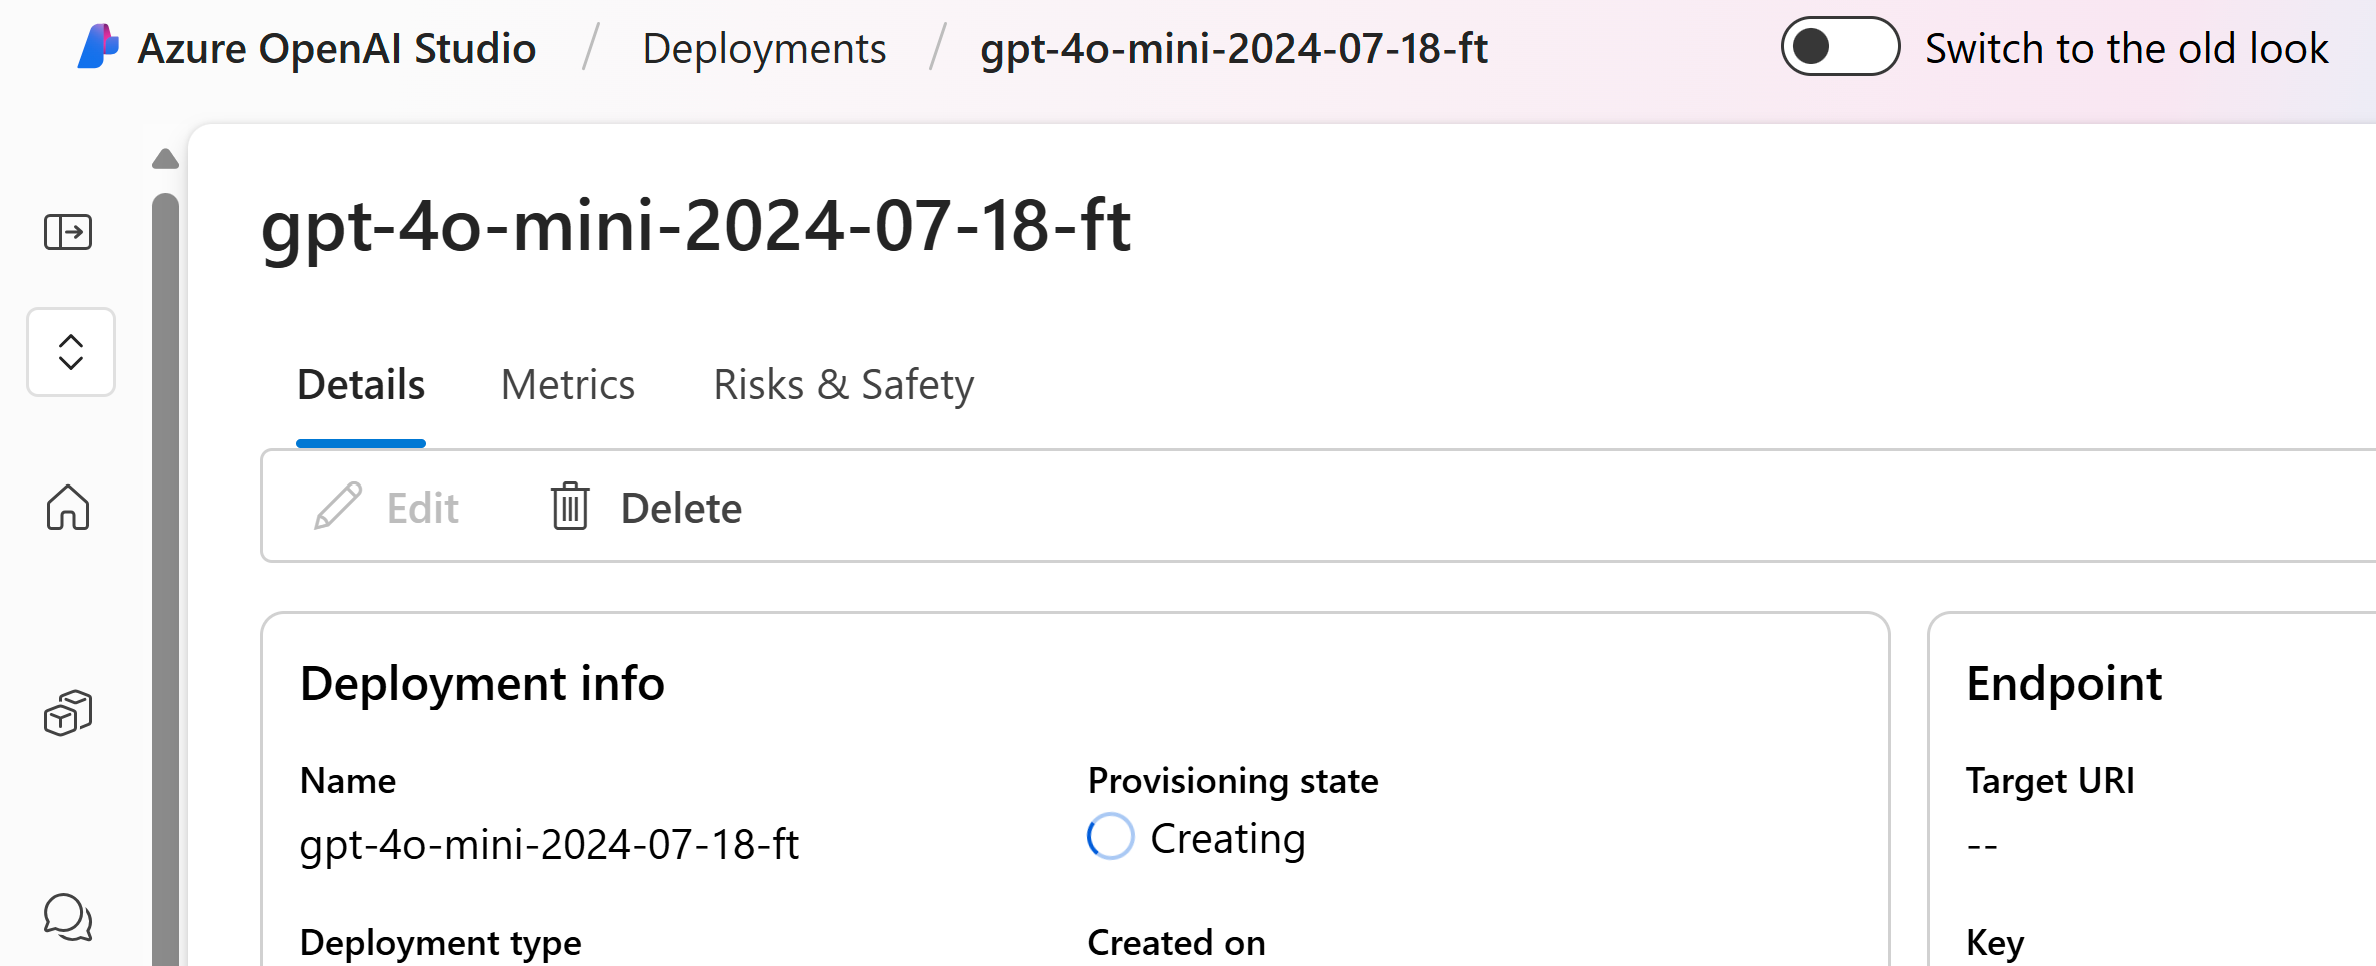 Azure OpenAI Studio / Deployments / gpt-4o-mini-2024-07-18-ft Switch to the old look
gpt-4o-mini-2024-07-18-ft
Details Metrics Risks & Safety
Edit Delete
Deployment info
Name
gpt-4o-mini-2024-07-18-ft
Provisioning state
Creating
Deployment type
Created on
Endpoint
Target URI
--
Key